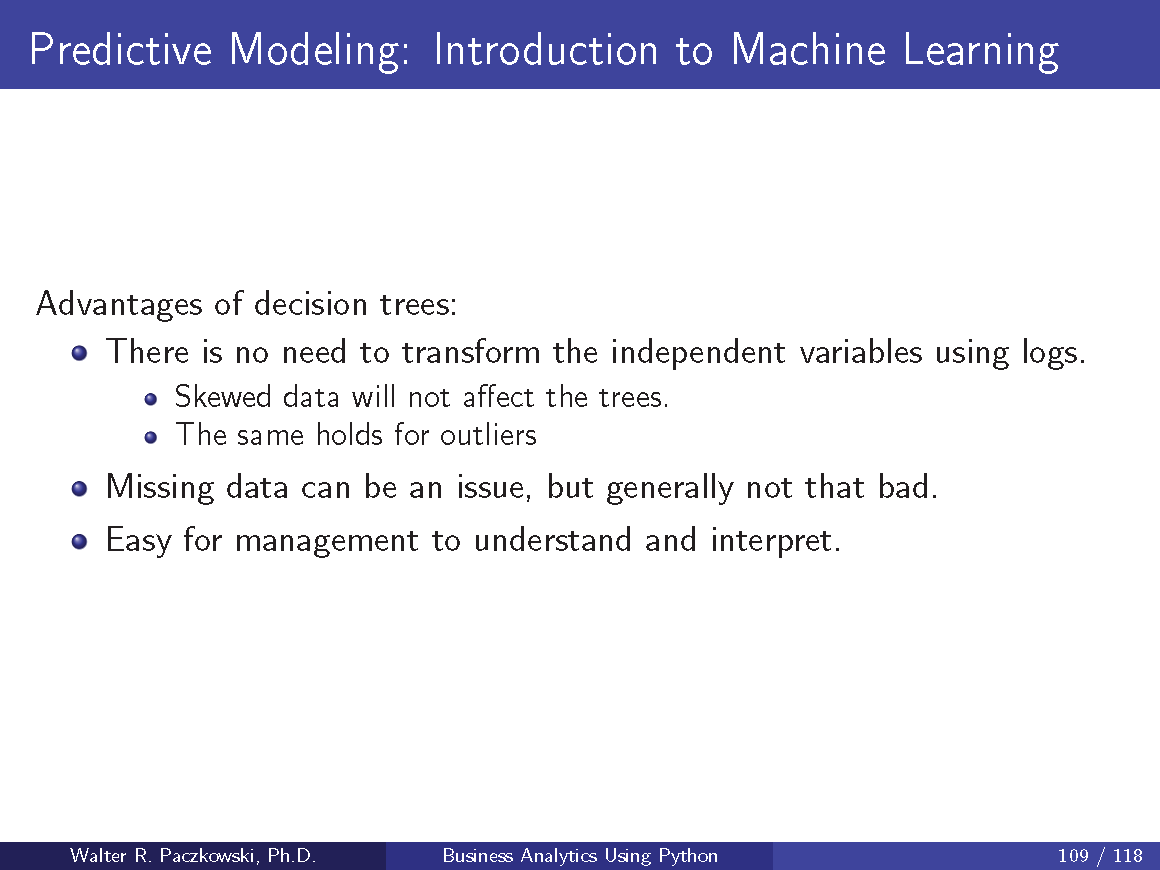 Predictive Modeling: Introduction to Machine Learning
Advantages of decision trees:
There is no need to transform the independent variables using logs.
Skewed data will not affect the trees.
The same holds for outliers
Missing data can be an issue, but generally not that bad.
Easy for management to understand and interpret.
Walter R. Paczkowski, Ph.D.
Business Analytics Using Python
109 / 118